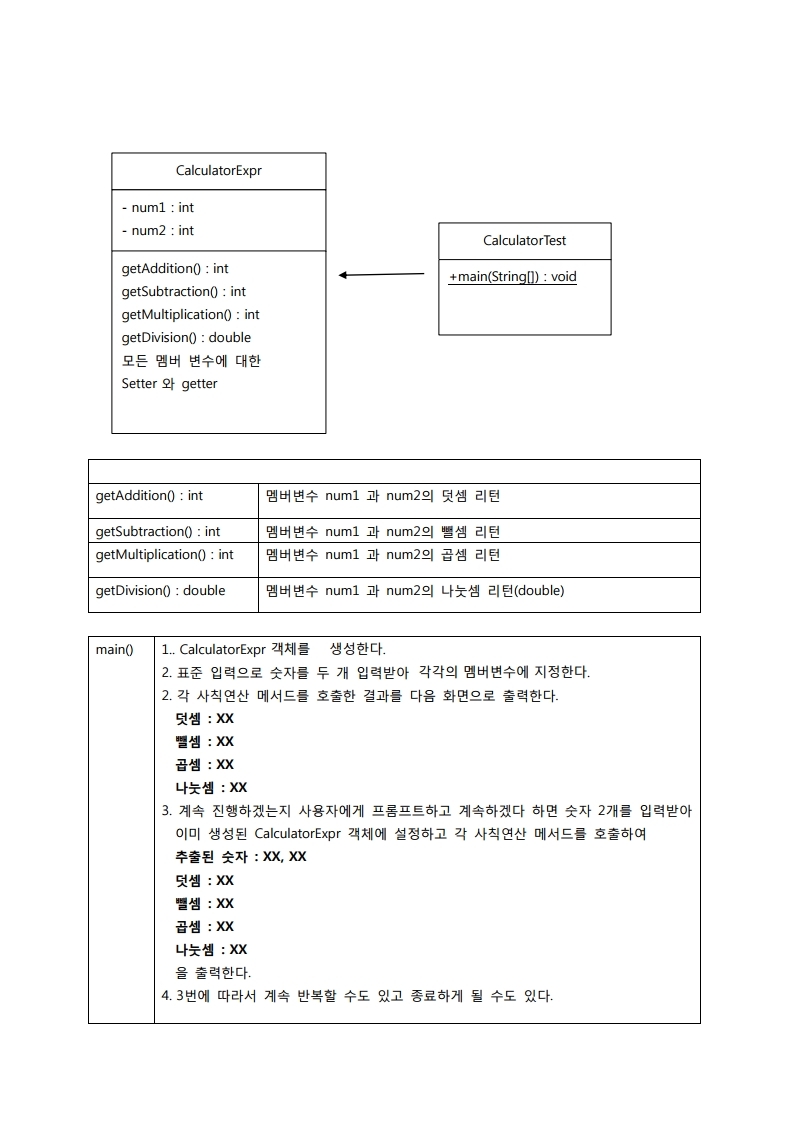 CalculatorExpr
- num1 : int
- num2 : int
getAddition() : int
getSubtraction() : int
getMultiplication() : int
getDivision() : double
모든 멤버 변수에 대한
Setter 와 getter
CalculatorTest
+main(String[]) : void
getAddition() : int 멤버변수 num1 과 num2의 덧셈 리턴
getSubtraction() : int 멤버변수 num1 과 num2의 뺄셈 리턴
getMultiplication() : int 멤버변수 num1 과 num2의 곱셈 리턴
getDivision() : double 멤버변수 num1 과 num2의 나눗셈 리턴(double)
main() 1.. CalculatorExpr 객체를 생성한다.
2. 표준 입력으로 숫자를 두 개 입력받아 각각의 멤버변수에 지정한다.
2. 각 사칙연산 메서드를 호출한 결과를 다음 화면으로 출력한다.
덧셈 : XX
뺄셈 : XX
곱셈 : XX
나눗셈 : XX
3. 계속 진행하겠는지 사용자에게 프롬프트하고 계속하겠다 하면 숫자 2개를 입력받아
이미 생성된 CalculatorExpr 객체에 설정하고 각 사칙연산 메서드를 호출하여
추출된 숫자 : XX, XX
덧셈 : XX
뺄셈 : XX
곱셈 : XX
나눗셈 : XX
을 출력한다.
4. 3번에 따라서 계속 반복할 수도 있고 종료하게 될 수도 있다.